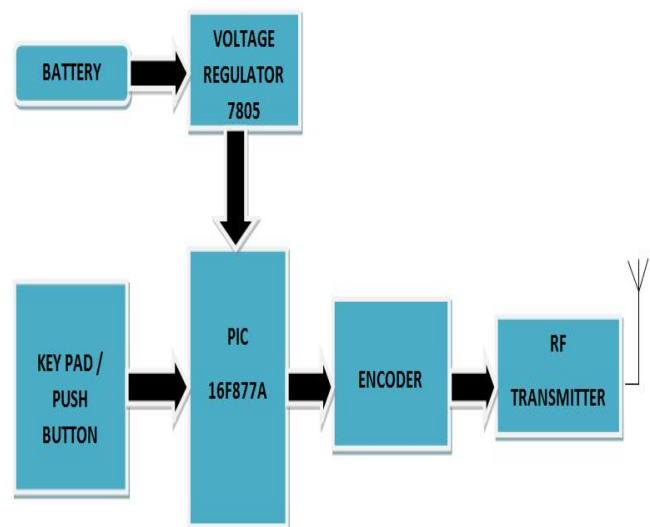 BATTERY
VOLTAGE
REGULATOR
7805
KEY PAD /
PUSH
BUTTON
PIC
16F877A
ENCODER
RF
TRANSMITTER